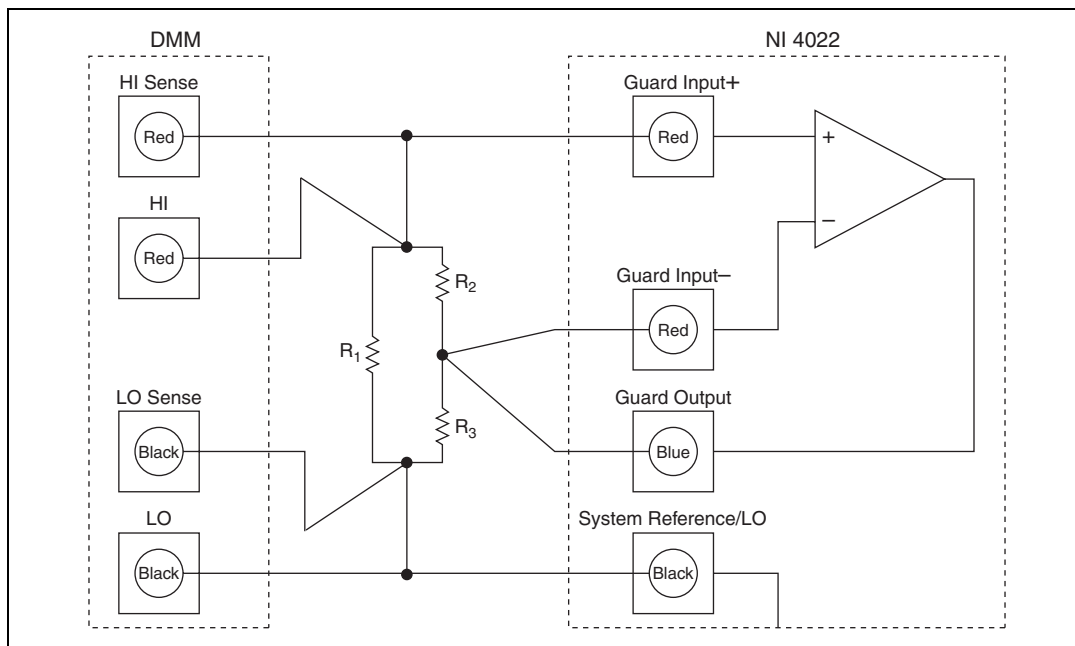 DMM
NI 4022
HI Sense
Red
HI
Red
LO Sense
Black
LO
Black
R1
R2
R3
Guard Input+
Red
+
−
Guard Input−
Red
Guard Output
Blue
System Reference/LO
Black